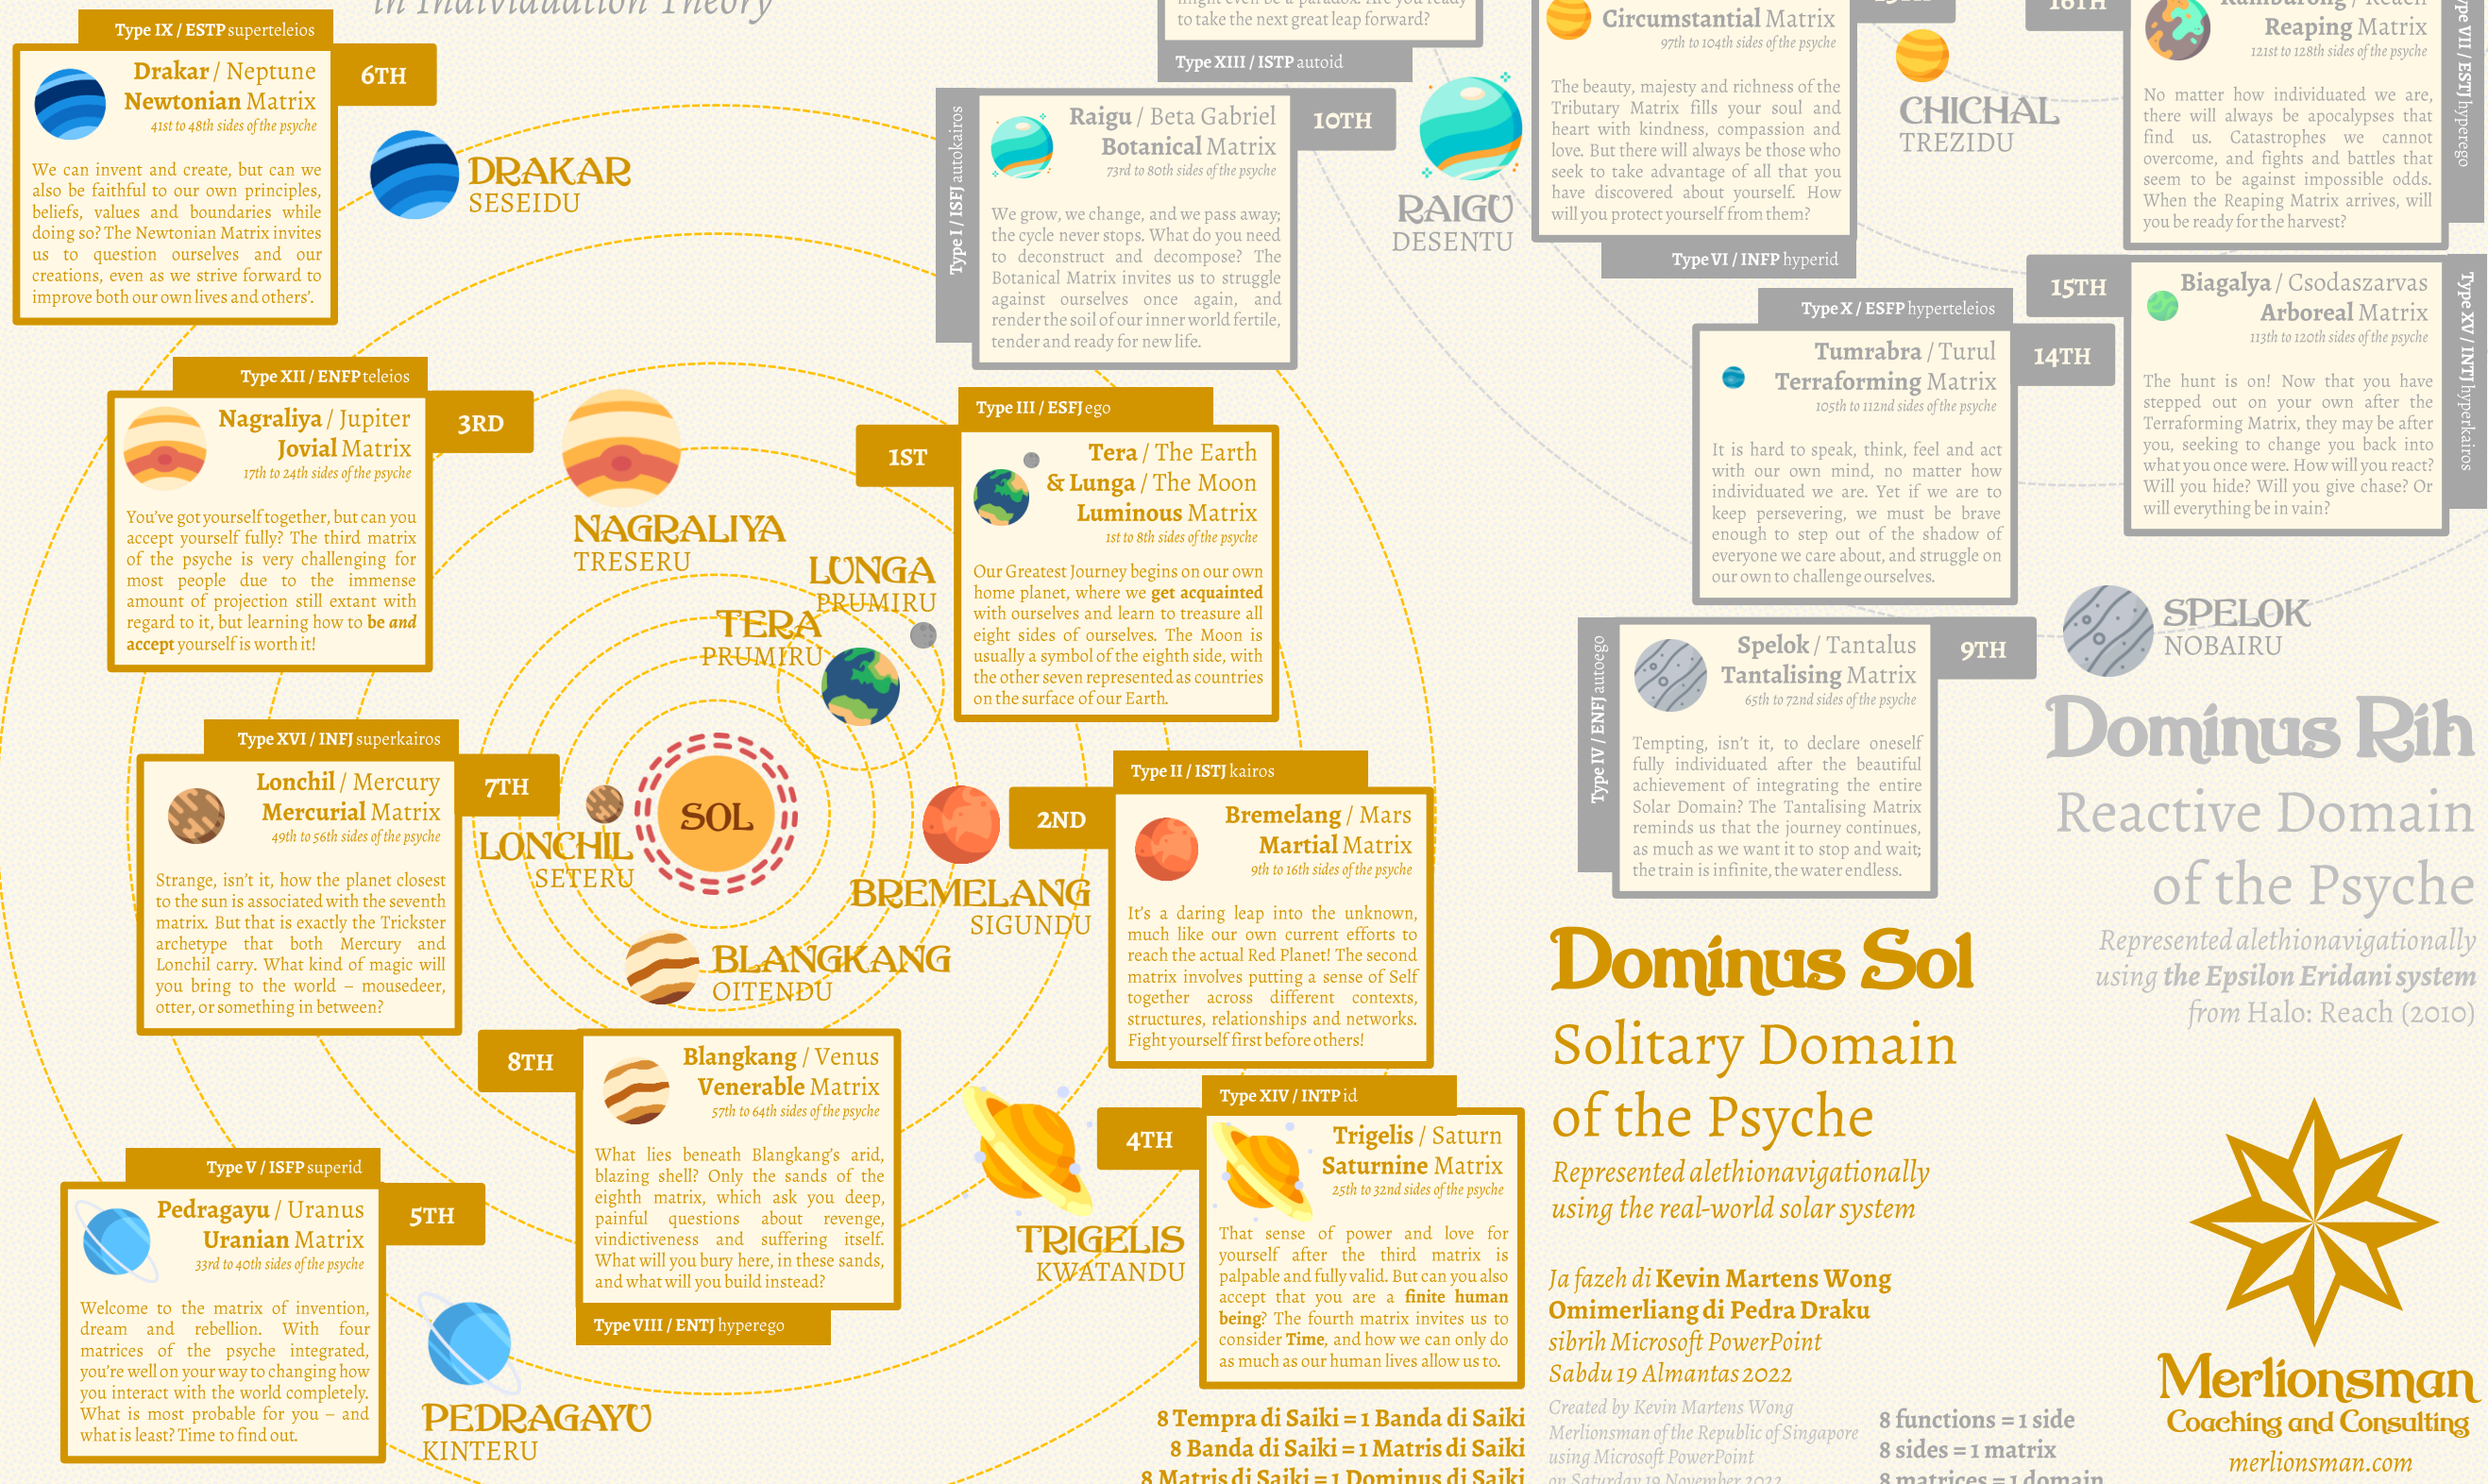 in Individuation Theory
Type IX / ESTP superteleios
Drakar / Neptune
Newtonian Matrix
41st to 48th sides of the psyche
6TH
We can invent and create, but can we
also be faithful to our own principles,
beliefs, values and boundaries while
doing so? The Newtonian Matrix invites
us to question ourselves and our
creations, even as we strive forward to
improve both our own lives and others’.
DRAKAR
SESEIDU
to take the next great leap forward?
Type XIII / ISTP autoid
Type I / ISFJ autokairos
Raigu / Beta Gabriel
Botanical Matrix
73rd to 80th sides of the psyche
10TH
We grow, we change, and we pass away;
the cycle never stops. What do you need
to deconstruct and decompose? The
Botanical Matrix invites us to struggle
against ourselves once again, and
render the soil of our inner world fertile,
tender and ready for new life.
RAIGU
DESENTU
Circumstantial Matrix
97th to 104th sides of the psyche
The beauty, majesty and richness of the
Tributary Matrix fills your soul and
heart with kindness, compassion and
love. But there will always be those who
seek to take advantage of all that you
have discovered about yourself. How
will you protect yourself from them?
Type VI / INFP hyperid
CHICHAL
TREZIDU
16TH
Reaping Matrix
121st to 128th sides of the psyche
No matter how individuated we are,
there will always be apocalypses that
find us. Catastrophes we cannot
overcome, and fights and battles that
seem to be against impossible odds.
When the Reaping Matrix arrives, will
you be ready for the harvest?
Type VII / ESTJ hyperego
15TH
Biagalya / Csodaszarvas
Arboreal Matrix
113th to 120th sides of the psyche
The hunt is on! Now that you have
stepped out on your own after the
Terraforming Matrix, they may be after
you, seeking to change you back into
what you once were. How will you react?
Will you hide? Will you give chase? Or
will everything be in vain?
Type XV / INTJ hyperkairos
Type X / ESFP hyperteleios
Tumrabra / Turul
Terraforming Matrix
105th to 112nd sides of the psyche
14TH
It is hard to speak, think, feel and act
with our own mind, no matter how
individuated we are. Yet if we are to
keep persevering, we must be brave
enough to step out of the shadow of
everyone we care about, and struggle on
our own to challenge ourselves.
Type XII / ENFP teleios
Nagraliya / Jupiter
Jovial Matrix
17th to 24th sides of the psyche
3RD
You’ve got yourself together, but can you
accept yourself fully? The third matrix
of the psyche is very challenging for
most people due to the immense
amount of projection still extant with
regard to it, but learning how to be and
accept yourself is worth it!
NAGRALIYA
TRESERU
LUNGA
PRUMIRU
TERA
PRUMIRU
Type III / ESFJ ego
1ST
Tera / The Earth
& Lunga / The Moon
Luminous Matrix
1st to 8th sides of the psyche
Our Greatest Journey begins on our own
home planet, where we get acquainted
with ourselves and learn to treasure all
eight sides of ourselves. The Moon is
usually a symbol of the eighth side, with
the other seven represented as countries
on the surface of our Earth.
Type IV / ENFJ autoego
Spelok / Tantalus
Tantalising Matrix
65th to 72nd sides of the psyche
9TH
Tempting, isn’t it, to declare oneself
fully individuated after the beautiful
achievement of integrating the entire
Solar Domain? The Tantalising Matrix
reminds us that the journey continues,
as much as we want it to stop and wait;
the train is infinite, the water endless.
SPELOK
NOBAIRU
Dominus Rih
Reactive Domain
of the Psyche
Represented alethionavigationally
using the Epsilon Eridani system
from Halo: Reach (2010)
Type XVI / INFJ superkairos
Lonchil / Mercury
Mercurial Matrix
49th to 56th sides of the psyche
7TH
Strange, isn’t it, how the planet closest
to the sun is associated with the seventh
matrix. But that is exactly the Trickster
archetype that both Mercury and
Lonchil carry. What kind of magic will
you bring to the world – mousedeer,
otter, or something in between?
LONCHIL
SETERU
SOL
BREMELANG
SIGUNDU
Type II / ISTJ kairos
2ND
Bremelang / Mars
Martial Matrix
9th to 16th sides of the psyche
It’s a daring leap into the unknown,
much like our own current efforts to
reach the actual Red Planet! The second
matrix involves putting a sense of Self
together across different contexts,
structures, relationships and networks.
Fight yourself first before others!
BLANGKANG
OITENDU
8TH
Blangkang / Venus
Venerable Matrix
57th to 64th sides of the psyche
What lies beneath Blangkang’s arid,
blazing shell? Only the sands of the
eighth matrix, which ask you deep,
painful questions about revenge,
vindictiveness and suffering itself.
What will you bury here, in these sands,
and what will you build instead?
Type VIII / ENTJ hyperego
Type V / ISFP superid
Pedragayu / Uranus
Uranian Matrix
33rd to 40th sides of the psyche
5TH
Welcome to the matrix of invention,
dream and rebellion. With four
matrices of the psyche integrated,
you’re well on your way to changing how
you interact with the world completely.
What is most probable for you – and
what is least? Time to find out.
PEDRAGAYU
KINTERU
TRIGELIS
KWATANDU
Type XIV / INTP id
4TH
Trigelis / Saturn
Saturnine Matrix
25th to 32nd sides of the psyche
That sense of power and love for
yourself after the third matrix is
palpable and fully valid. But can you also
accept that you are a finite human
being? The fourth matrix invites us to
consider Time, and how we can only do
as much as our human lives allow us to.
Dominus Sol
Solitary Domain
of the Psyche
Represented alethionavigationally
using the real-world solar system
Ja fazeh di Kevin Martens Wong
Omimerliang di Pedra Draku
sibrih Microsoft PowerPoint
Sabdu 19 Almantas 2022
Created by Kevin Martens Wong
Merlionsman of the Republic of Singapore
using Microsoft PowerPoint
on Saturday 19 November 2022
8 Tempra di Saiki = 1 Banda di Saiki
8 Banda di Saiki = 1 Matris di Saiki
8 Matris di Saiki = 1 Dominus di Saiki
8 functions = 1 side
8 sides = 1 matrix
8 matrices = 1 domain
Merlionsman
Coaching and Consulting
merlionsman.com